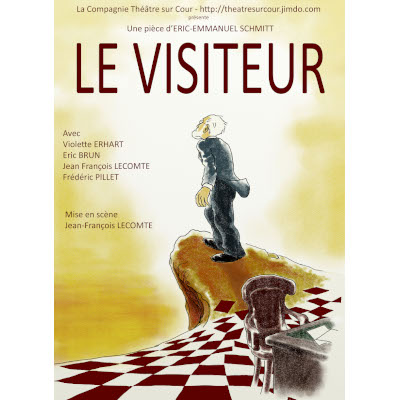 La Compagnie Théâtre sur Cour - http://theatresurcour.jimdo.com
présente
Une pièce d'ERIC-EMMANUEL SCHMITT
LE VISITEUR
Avec
Violette ERHART
Eric BRUN
Jean François LECOMTE
Frédéric PILLET
Mise en scène
Jean-François LECOMTE